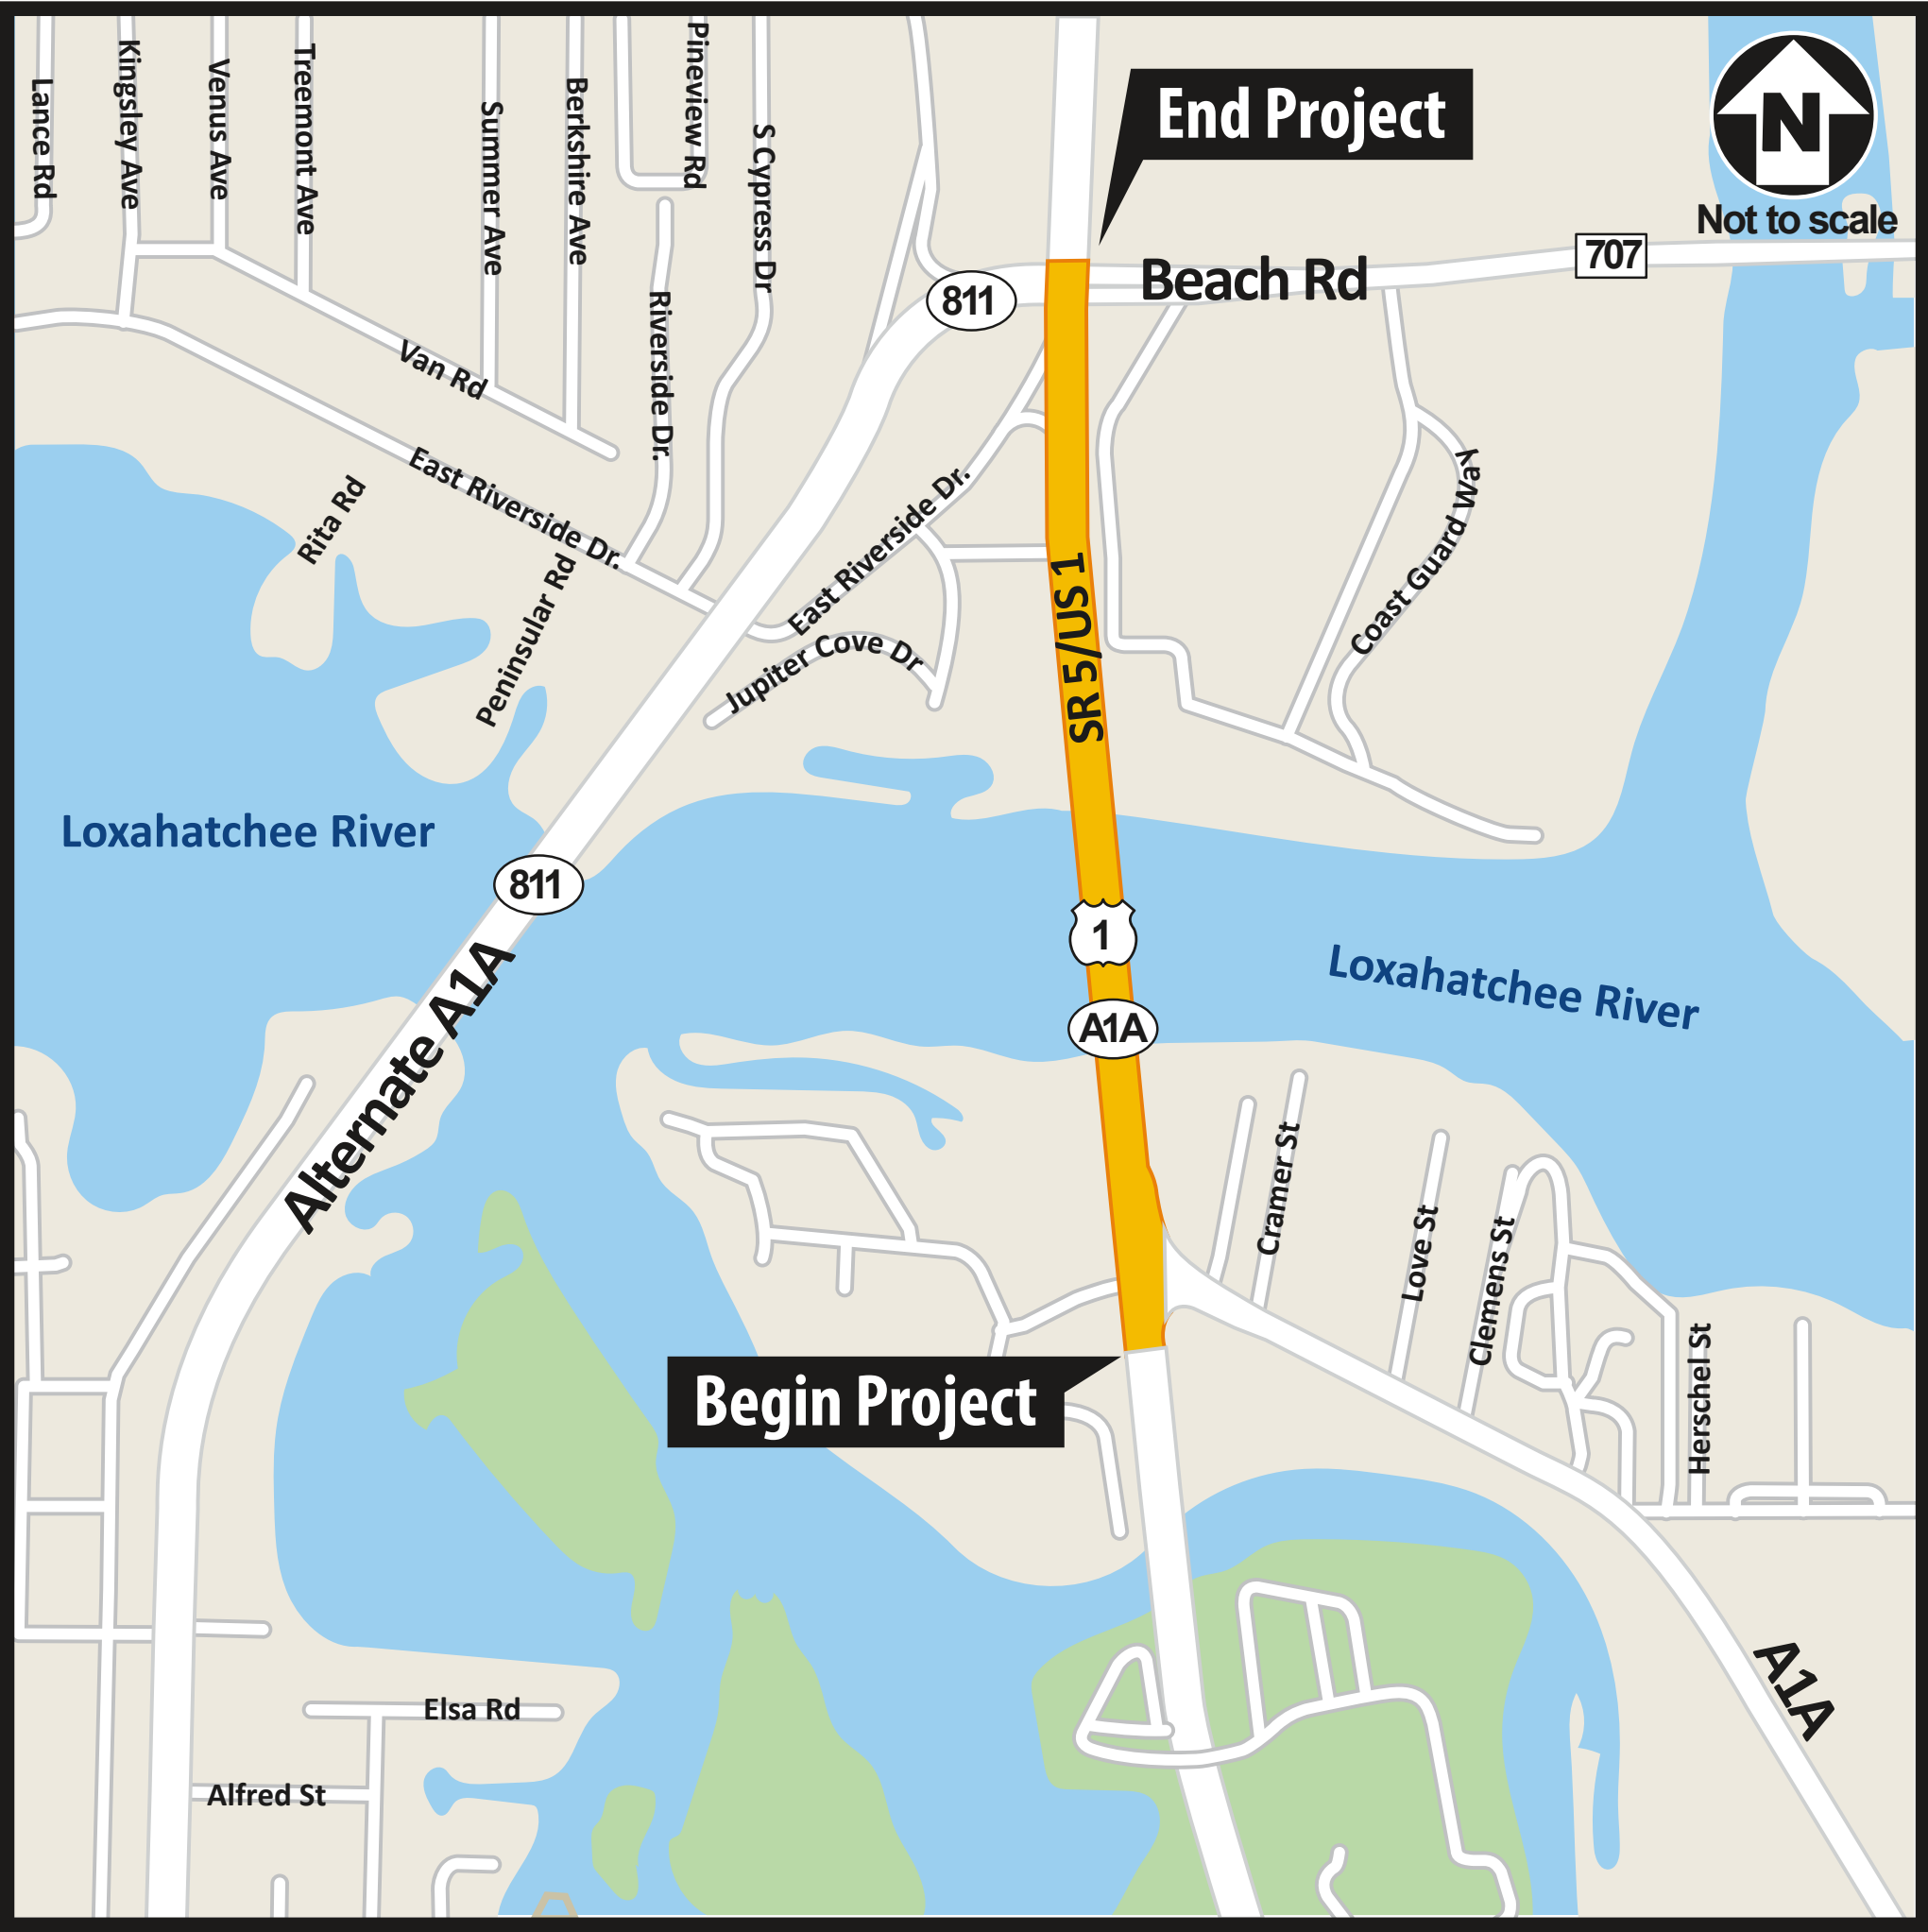 Lance Rd
Kingsley Ave
Venus Ave
Treemont Ave
Summer Ave
Berkshire Ave
Pineview Rd
S Cypress Dr
End Project
N
Not to scale
707
Beach Rd
811
Riverside Dr.
Van Rd
East Riverside Dr.
Rita Rd
Peninsular Rd
East Riverside Dr.
Jupiter Cove Dr
SR 5/US 1
Coast Guard Way
Loxahatchee River
811
1
A1A
Loxahatchee River
Alternate A1A
Cramer St
Love St
Clemens St
Herschel St
Begin Project
A1A
Elsa Rd
Alfred St